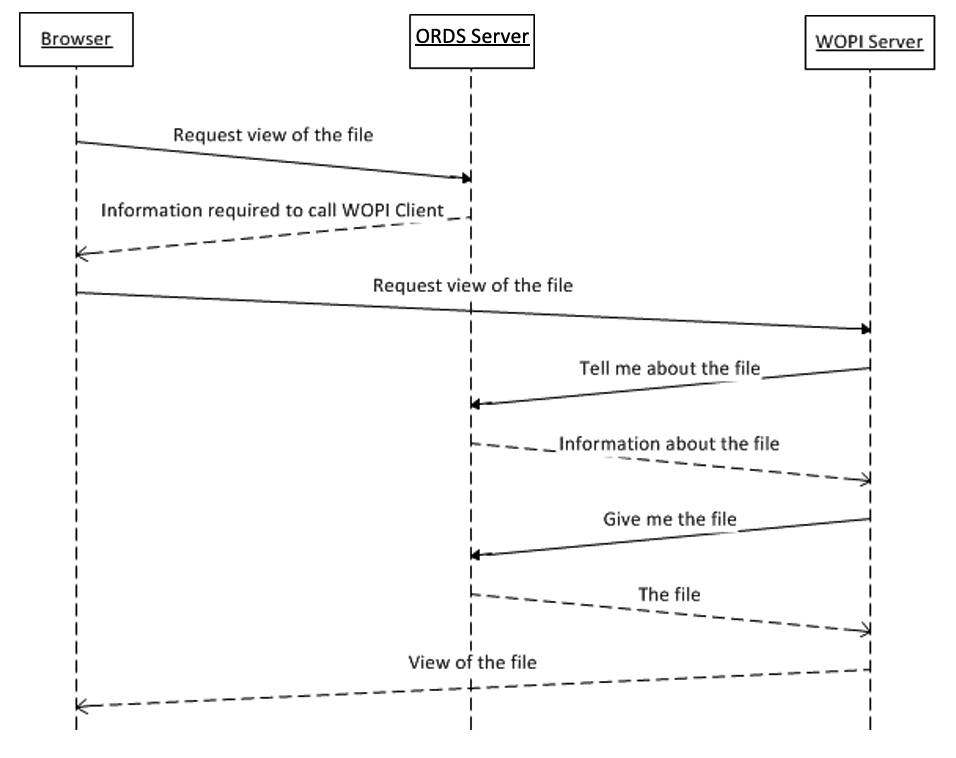 Browser
ORDS Server
WOPI Server
Request view of the file
Information required to call WOPI Client
Request view of the file
Tell me about the file
Information about the file
Give me the file
The file
View of the file